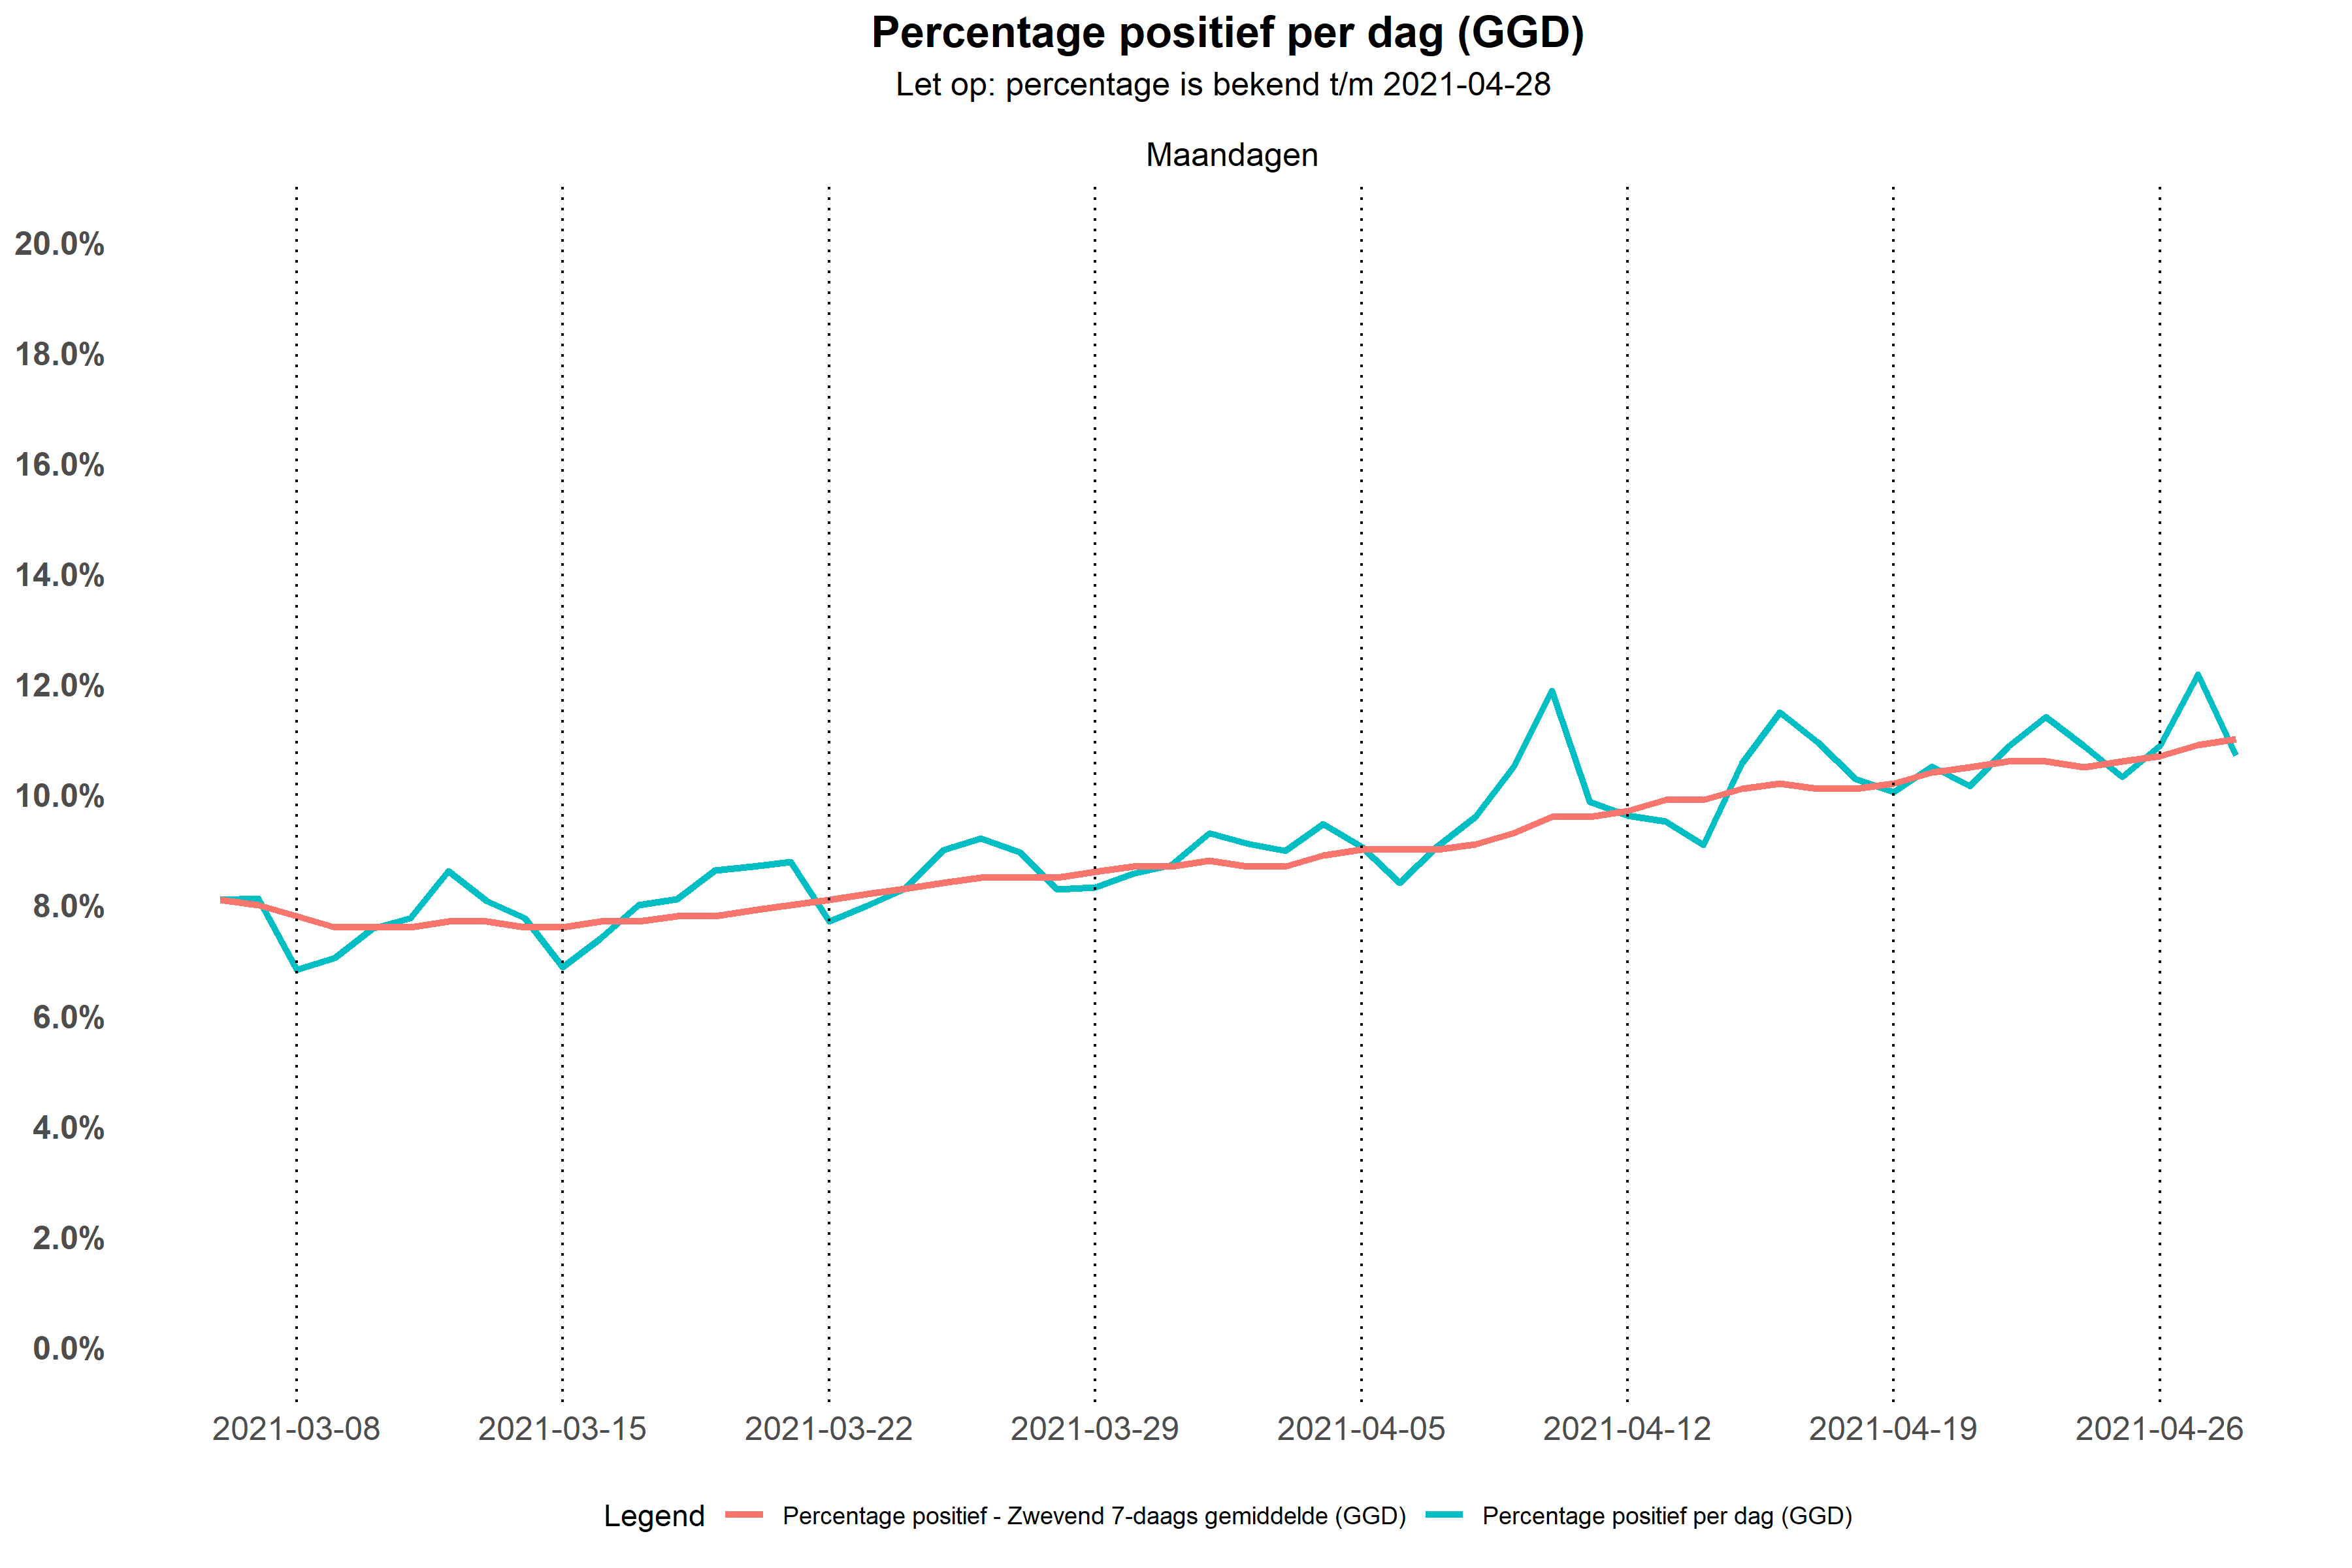 Percentage positief per dag (GGD)
Let op: percentage is bekend t/m 2021-04-28
Maandagen
20.0%
18.0%
16.0%
14.0%
12.0%
10.0%
8.0%
6.0%
4.0%
2.0%
0.0%
2021-03-08 2021-03-15 2021-03-22 2021-03-29 2021-04-05 2021-04-12 2021-04-19 2021-04-26
Legend Percentage positief - Zwevend 7-daags gemiddelde (GGD) Percentage positief per dag (GGD)